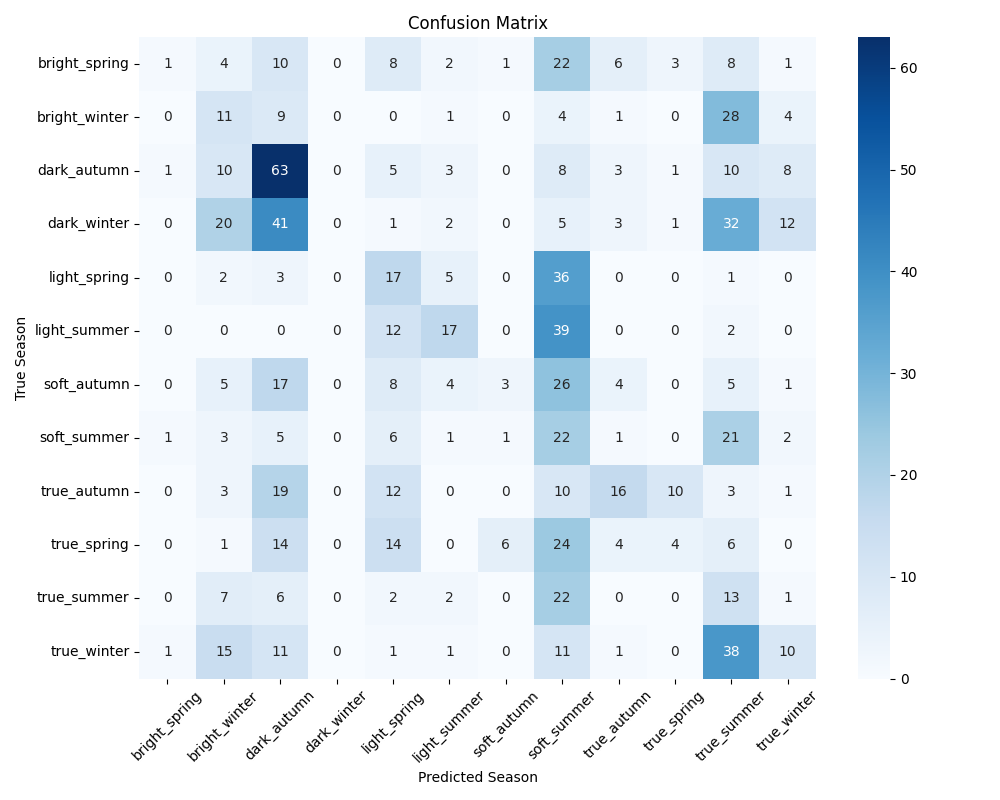 Confusion Matrix
True Season
bright_spring 1 4 10 0 8 2 1 22 6 3 8 1
bright_winter 0 11 9 0 0 1 0 4 1 0 28 4
dark_autumn 1 10 63 0 5 3 0 8 3 1 10 8
dark_winter 0 20 41 0 1 2 0 5 3 1 32 12
light_spring 0 2 3 0 17 5 0 36 0 0 1 0
light_summer 0 0 0 0 12 17 0 39 0 0 2 0
soft_autumn 0 5 17 0 8 4 3 26 4 0 5 1
soft_summer 1 3 5 0 6 1 1 22 1 0 21 2
true_autumn 0 3 19 0 12 0 0 10 16 10 3 1
true_spring 0 1 14 0 14 0 6 24 4 4 6 0
true_summer 0 7 6 0 2 2 0 22 0 0 13 1
true_winter 1 15 11 0 1 1 0 11 1 0 38 10
bright_spring bright_winter dark_autumn dark_winter light_spring light_summer soft_autumn soft_summer true_autumn true_spring true_summer true_winter
Predicted Season
60
50
40
30
20
10
0